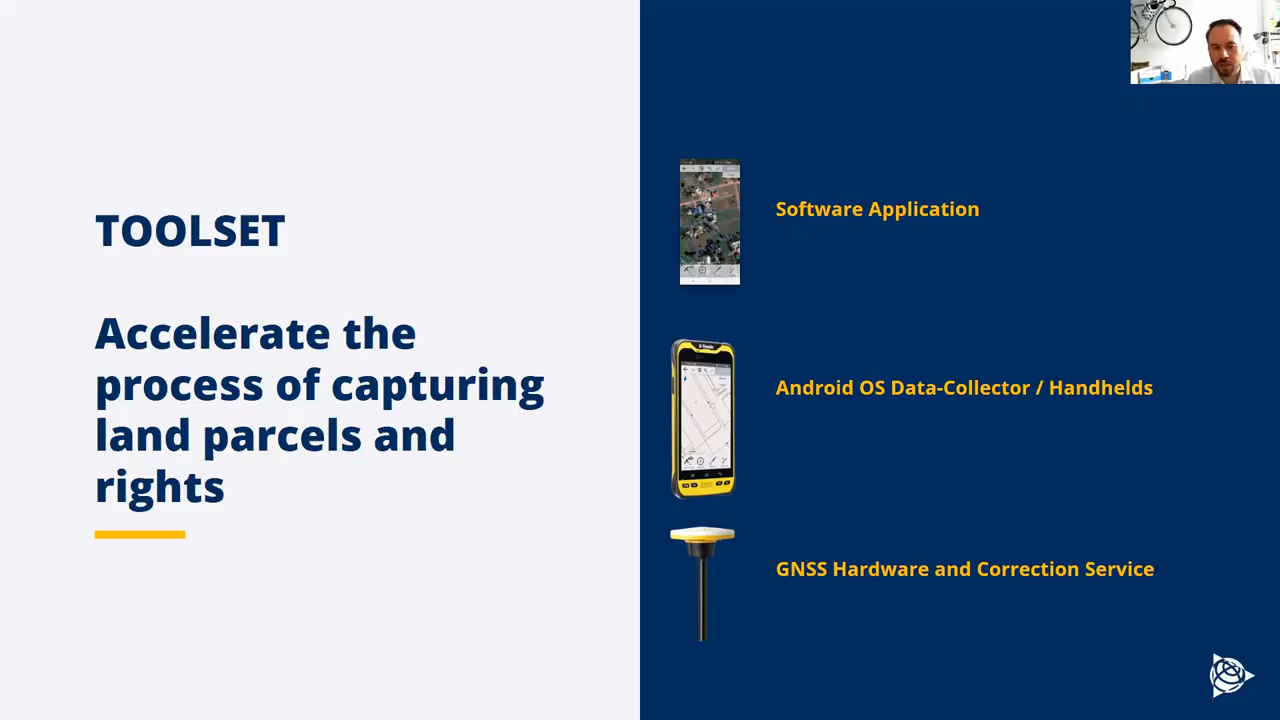 TOOLSET
Accelerate the
process of capturing
land parcels and
rights
Software Application
Android OS Data-Collector / Handhelds
GNSS Hardware and Correction Service